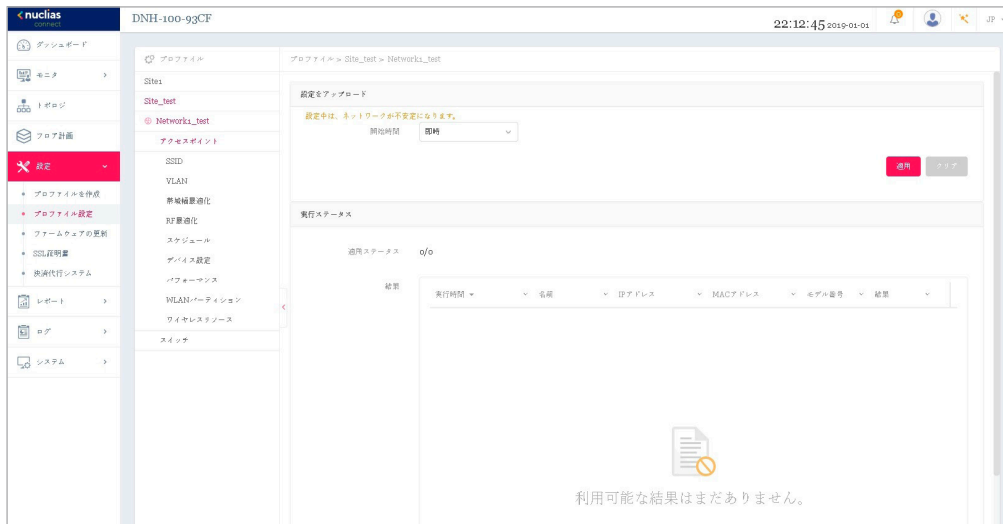 nuclias
connect
DNH-100-93CF
22:12:45 2019-01-01
JP
ダッシュボード
モニタ
トポロジ
フロア計画
設定
プロファイルを作成
プロファイル設定
ファームウェアの更新
SSL証明書
決済代行システム
レポート
ログ
システム
プロファイル
Site1
Site_test
Network1_test
アクセスポイント
SSID
VLAN
帯域幅最適化
RF最適化
スケジュール
デバイス設定
パフォーマンス
WLANパーティション
ワイヤレスリソース
スイッチ
プロファイル > Site_test > Network1_test
設定をアップロード
設定中は、ネットワークが不安定になります。
開始時間 即時
適用 クリア
実行ステータス
適用ステータス 0/0
結果
実行時間 名前 IPアドレス MACアドレス モデル番号 結果
利用可能な結果はまだありません。